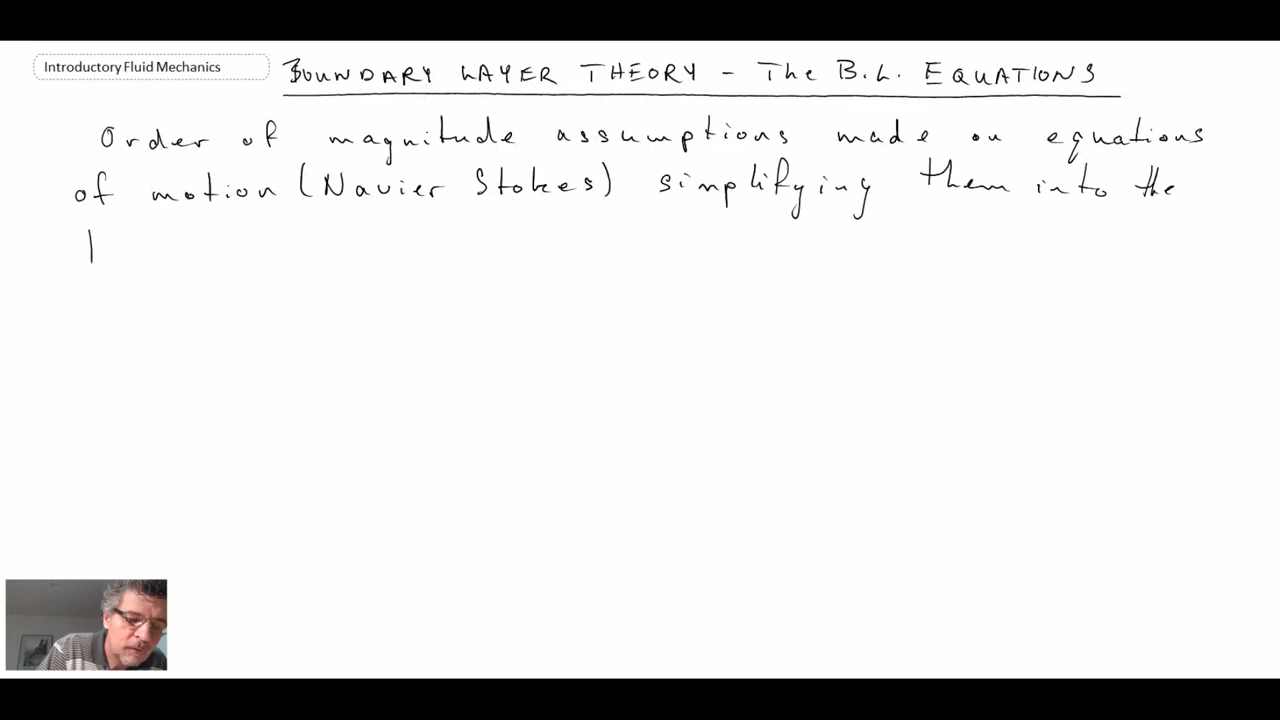 Introductory Fluid Mechanics
BOUNDARY LAYER THEORY - The B.L. EQUATIONS
Order of magnitude assumptions made on equations
of motion (Navier Stokes) simplifying them into the